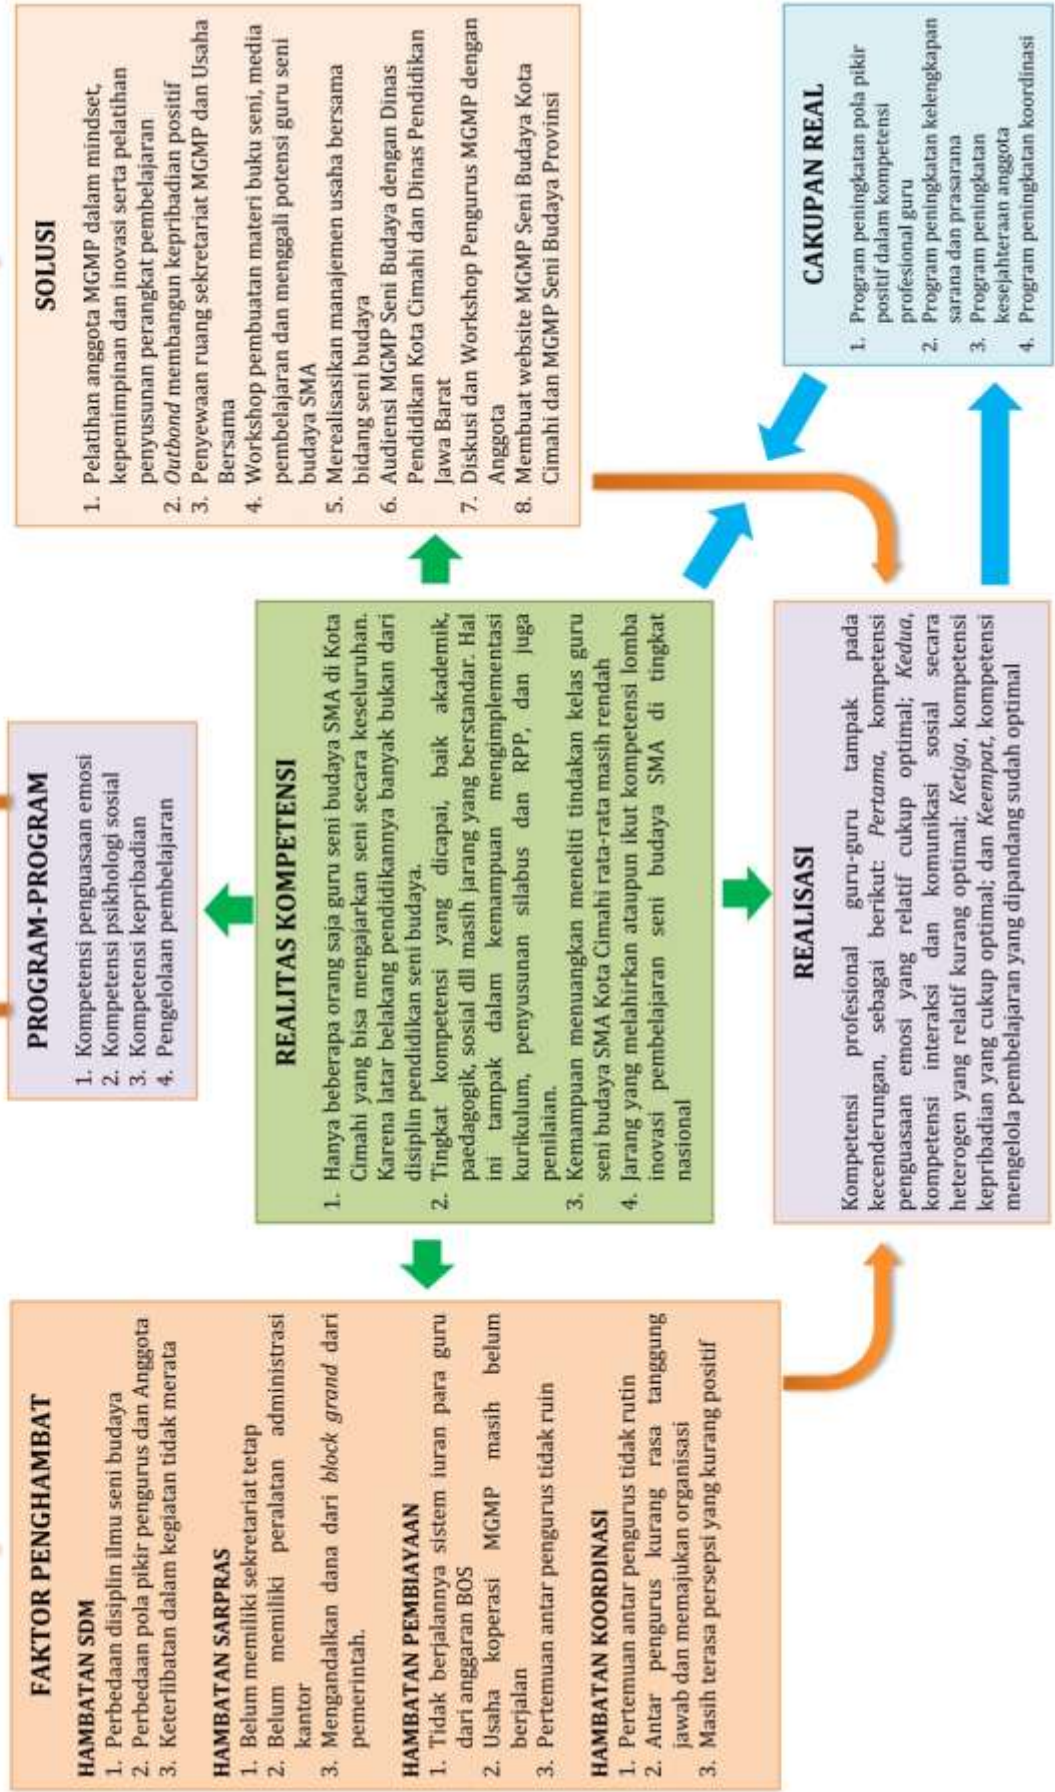 FAKTOR PENGHAMBAT
HAMBATAN SDM
1. Perbedaan disiplin ilmu seni budaya
2. Perbedaan pola pikir pengurus dan Anggota
3. Keterlibatan dalam kegiatan tidak merata
HAMBATAN SARPRAS
1. Belum memiliki sekretariat tetap
2. Belum memiliki peralatan administrasi
kantor
3. Mengandalkan dana dari block grand dari
pemerintah.
HAMBATAN PEMBIAYAAN
1. Tidak berjalannya sistem iuran para guru
dari anggaran BOS
2. Usaha koperasi MGMP masih belum
berjalan
3. Pertemuan antar pengurus tidak ruin
HAMBATAN KOORDINASI
1. Pertemuan antar pengurus tidak rutin
2. Antar pengurus kurang rasa tanggung
jawab dan memajukan organisasi
3. Masih terasa persepsi yang kurang positif
PROGRAM-PROGRAM
1. Kompetensi penguasaan emosi
2. Kompetensi psikhologi sosial
3. Kompetensi kepribadian
4. Pengelolaan pembelajaran
REALITAS KOMPETENSI
1. Hanya beberapa orang saja guru seni budaya SMA di Kota
Cimahi yang bisa mengajarkan seni secara keseluruhan.
Karena latar belakang pendidikannya banyak bukan dari
disiplin pendidikan seni budaya.
2. Tingkat kompetensi yang dicapai, baik akademik,
paedagogik, sosial dll masih jarang yang berstandar. Hal
ini tampak dalam kemampuan mengimplementasi
kurikulum, penyusunan silabus dan RPP, dan juga
penilaian.
3. Kemampuan menuangkan meneliti tindakan kelas guru
seni budaya SMA Kota Cimahi rata-rata masih rendah
4. Jarang yang melahirkan ataupun ikut kompetensi lomba
inovasi pembelajaran seni budaya SMA di tingkat
nasional
REALISASI
Kompetensi profesional guru-guru tampak pada
kecenderungan, sebagai berikut: Pertama, kompetensi
penguasaan emosi yang relatif cukup optimal; Kedua,
kompetensi interaksi dan komunikasi sosial secara
heterogen yang relatif kurang optimal; Ketiga, kompetensi
kepribadian yang cukup optimal; dan Keempat, kompetensi
mengelola pembelajaran yang dipandang sudah optimal
SOLUSI
1. Pelatihan anggota MGMP dalam mindset,
kepemimpinan dan inovasi serta pelatihan
penyusunan perangkat pembelajaran
2. Outbond membangun kepribadian positif
3. Penyewaan ruang sekretariat MGMP dan Usaha
Bersama
4. Workshop pembuatan materi buku seni, media
pembelajaran dan menggali potensi guru seni
budaya SMA
5. Merealisasikan manajemen usaha bersama
bidang seni budaya
6. Audiensi MGMP Seni Budaya dengan Dinas
Pendidikan Kota Cimahi dan Dinas Pendidikan
Jawa Barat
7. Diskusi dan Workshop Pengurus MGMP dengan
Anggota
8. Membuat website MGMP Seni Budaya Kota
Cimahi dan MGMP Seni Budaya Provinsi
CAKUPAN REAL
1. Program peningkatan pola pikir
positif dalam kompetensi
profesional guru
2. Program peningkatan kelengkapan
sarana dan prasarana
3. Program peningkatan
kesejahteraan anggota
4. Program peningkatan koordinasi